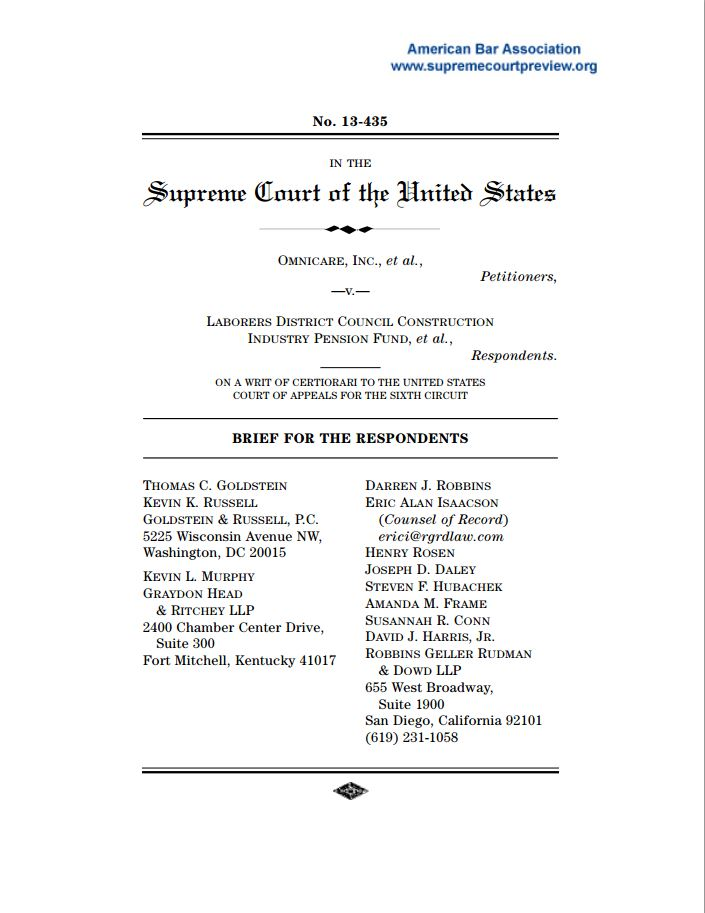 American Bar Association
www.supremecourtpreview.org
No. 13-435
IN THE
Supreme Court of the United States
OMNICARE, INC., et al.,
Petitioners,
—v.—
LABORERS DISTRICT COUNCIL CONSTRUCTION
INDUSTRY PENSION FUND, et al.,
Respondents.
ON A WRIT OF CERTIORARI TO THE UNITED STATES
COURT OF APPEALS FOR THE SIXTH CIRCUIT
BRIEF FOR THE RESPONDENTS
THOMAS C. GOLDSTEIN
KEVIN K. RUSSELL
GOLDSTEIN & RUSSELL, P.C.
5225 Wisconsin Avenue NW,
Washington, DC 20015
KEVIN L. MURPHY
GRAYDON HEAD
& RITCHEY LLP
2400 Chamber Center Drive,
Suite 300
Fort Mitchell, Kentucky 41017
DARREN J. ROBBINS
ERIC ALAN ISAACSON
(Counsel of Record)
erici@rgrdlaw.com
HENRY ROSEN
JOSEPH D. DALEY
STEVEN F. HUBACHEK
AMANDA M. FRAME
SUSANNAH R. CONN
DAVID J. HARRIS, JR.
ROBBINS GELLER RUDMAN
& DOWD LLP
655 West Broadway,
Suite 1900
San Diego, California 92101
(619) 231-1058